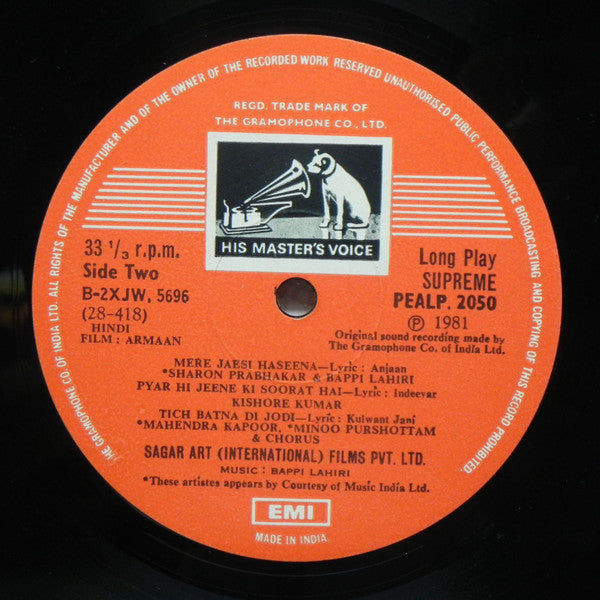 THE GRAMOPHONE CO. OF INDIA LTD. ALL RIGHTS OF THE MANUFACTURER AND OF THE OWNER OF THE RECORDED WORK RESERVED UNAUTHORISED PUBLIC PERFORMANCE BROADCASTING AND COPYING OF THIS RECORD PROHIBITED.
REGD. TRADE MARK OF
THE GRAMOPHONE CO., LTD.
HIS MASTER'S VOICE
33 1/3 r.p.m.
Side Two
B-2XJW. 5696
(28-418)
HINDI
FILM : ARMAAN
Long Play
SUPREME
PEALP. 2050
Ⓟ 1981
Original sound recording made by
The Gramophone Co. of India Ltd.
MERE JAESI HASEENA—Lyric : Anjaan
*SHARON PRABHAKAR & BAPPI LAHIRI
PYAR HI JEENE KI SOORAT HAI—Lyric : Indeevar
KISHORE KUMAR
TICH BATNA DI JODI—Lyric : Kulwant Jani
*MAHENDRA KAPOOR, *MINOO PURSHOTTAM
& CHORUS
SAGAR ART (INTERNATIONAL) FILMS PVT. LTD.
MUSIC : BAPPI LAHIRI
*These artistes appears by Courtesy of Music India Ltd.
EMI
MADE IN INDIA